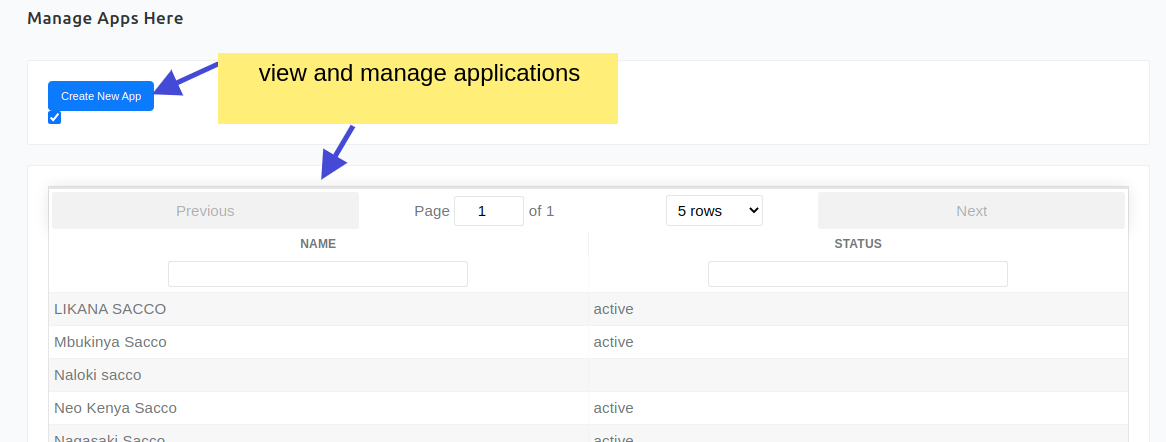 Manage Apps Here
view and manage applications
Create New App
Previous
Page 1 of 1
5 rows
Next
NAME STATUS
LIKANA SACCO active
Mbukinya Sacco active
Naloki sacco
Neo Kenya Sacco active
Nagasaki Sacco active